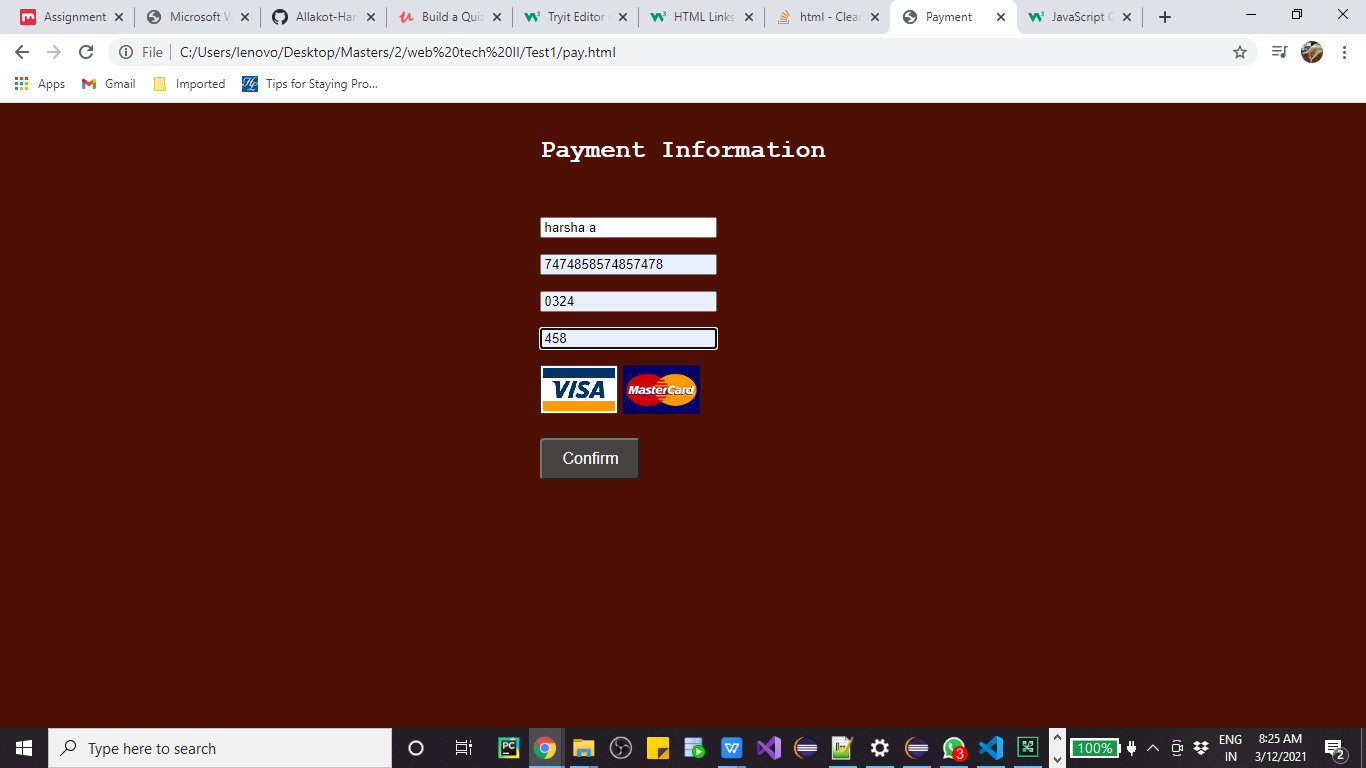 Assignment
Microsoft W
Allakot-Har
Build a Quiz
Tryit Editor
HTML Links
html - Clear
Payment
JavaScript C
File
C:/Users/lenovo/Desktop/Masters/2/web%20tech%20II/Test1/pay.html
Apps
Gmail
Imported
Tips for Staying Pro...
Payment Information
harsha a
7474858574857478
0324
458
VISA
MasterCard
Confirm
Type here to search
PC
W
3
100%
ENG
IN
8:25 AM
3/12/2021
2